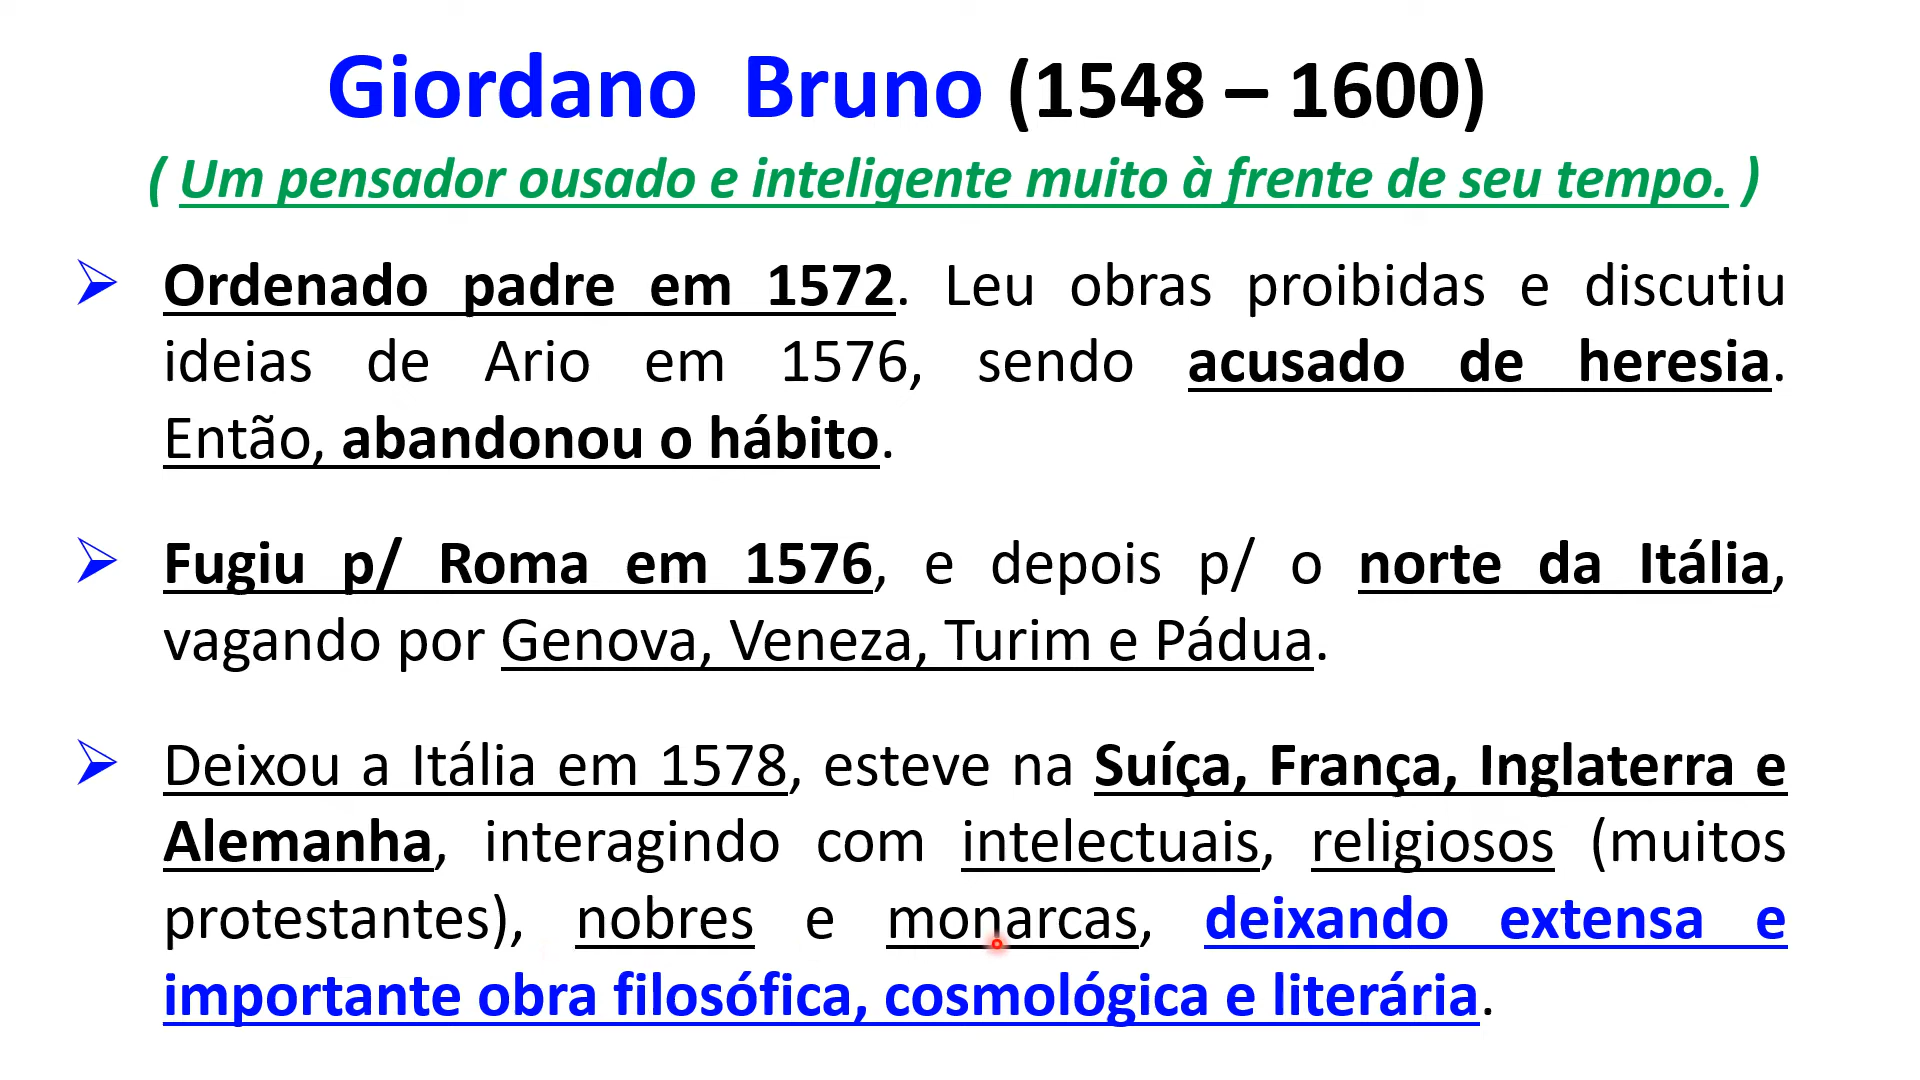 Giordano Bruno (1548 – 1600)
( Um pensador ousado e inteligente muito à frente de seu tempo. )
Ordenado padre em 1572. Leu obras proibidas e discutiu
ideias de Ario em 1576, sendo acusado de heresia.
Então, abandonou o hábito.
Fugiu p/ Roma em 1576, e depois p/ o norte da Itália,
vagando por Genova, Veneza, Turim e Pádua.
Deixou a Itália em 1578, esteve na Suíça, França, Inglaterra e
Alemanha, interagindo com intelectuais, religiosos (muitos
protestantes), nobres e monarcas, deixando extensa e
importante obra filosófica, cosmológica e literária.